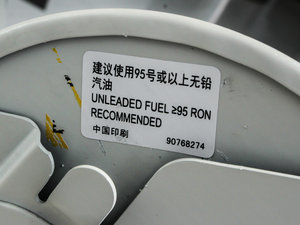 建议使用95号或以上无铅
汽油
UNLEADED FUEL ≥95 RON
RECOMMENDED
中国印刷 90768274